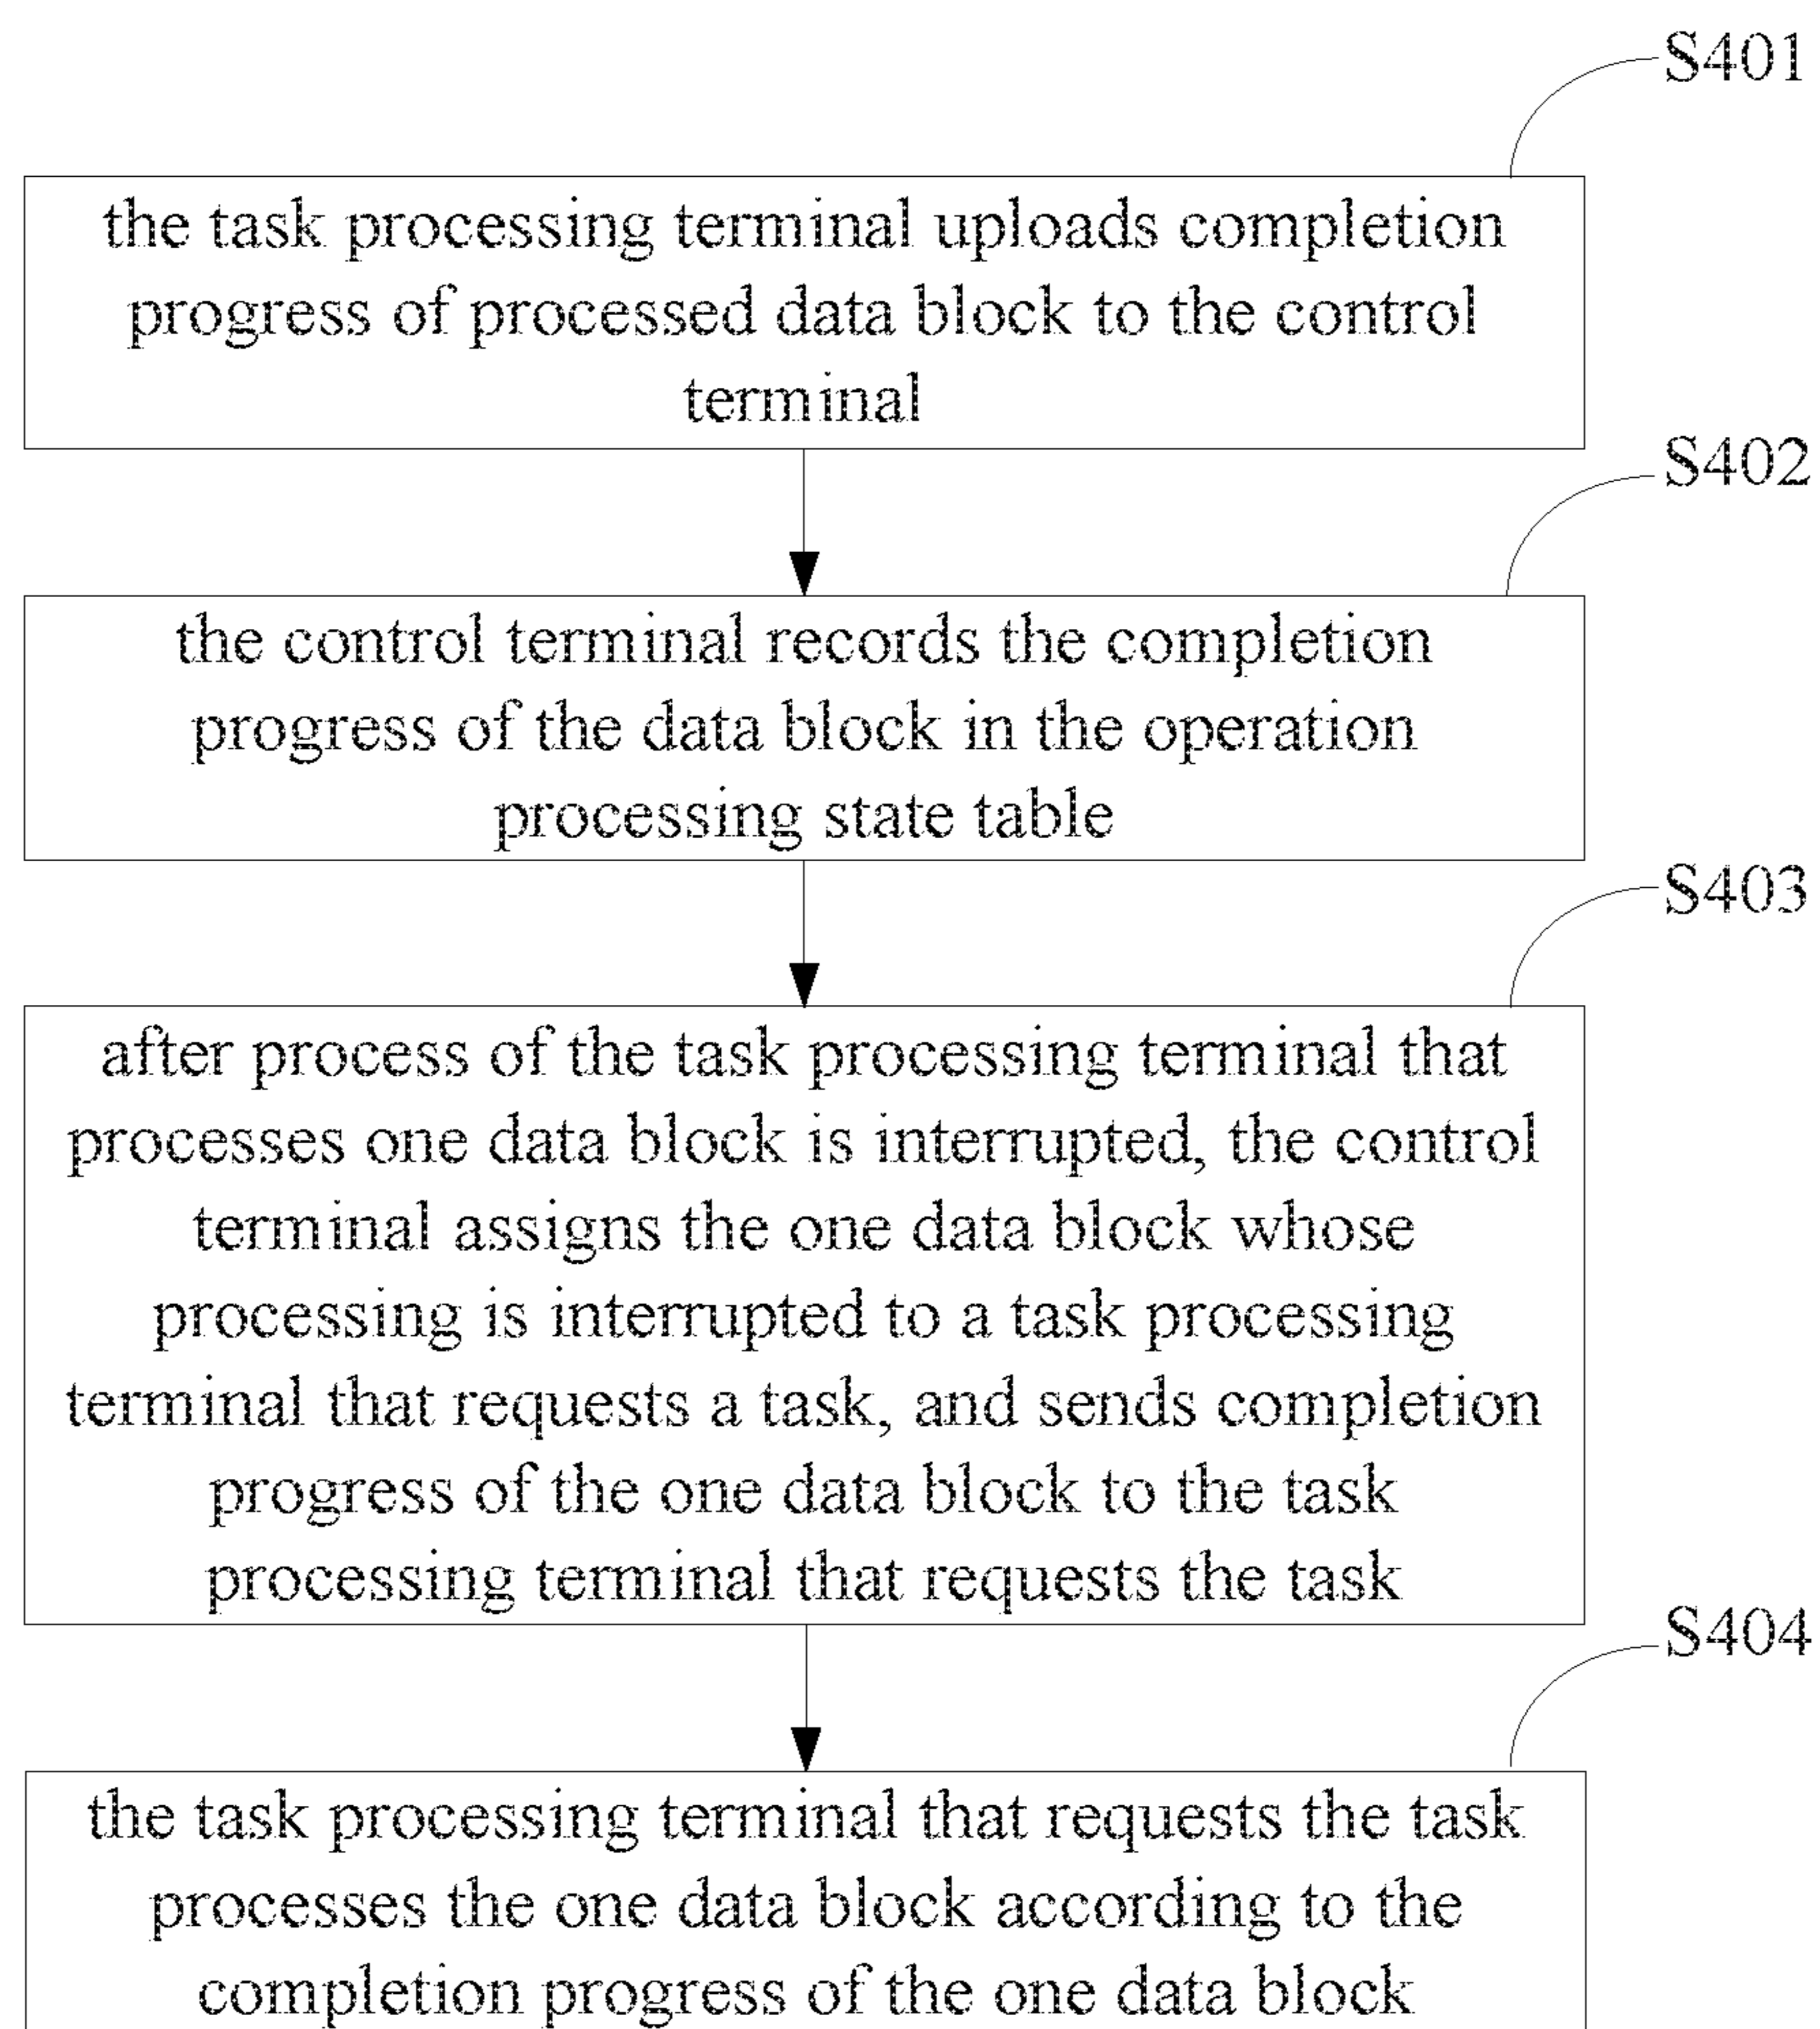 S401
the task processing terminal uploads completion
progress of processed data block to the control
terminal
S402
the control terminal records the completion
progress of the data block in the operation
processing state table
S403
after process of the task processing terminal that
processes one data block is interrupted, the control
terminal assigns the one data block whose
processing is interrupted to a task processing
terminal that requests a task, and sends completion
progress of the one data block to the task
processing terminal that requests the task
S404
the task processing terminal that requests the task
processes the one data block according to the
completion progress of the one data block